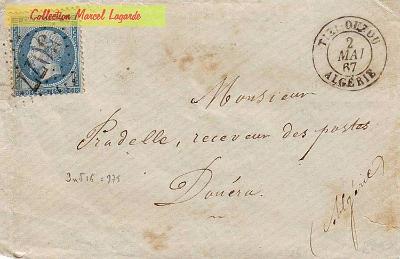 Collection Marcel Lagarde
TIZI-OUZOU
2
MAI
67
ALGÉRIE
Monsieur
Pradelle, receveur des postes
Douéra
(Algérie)